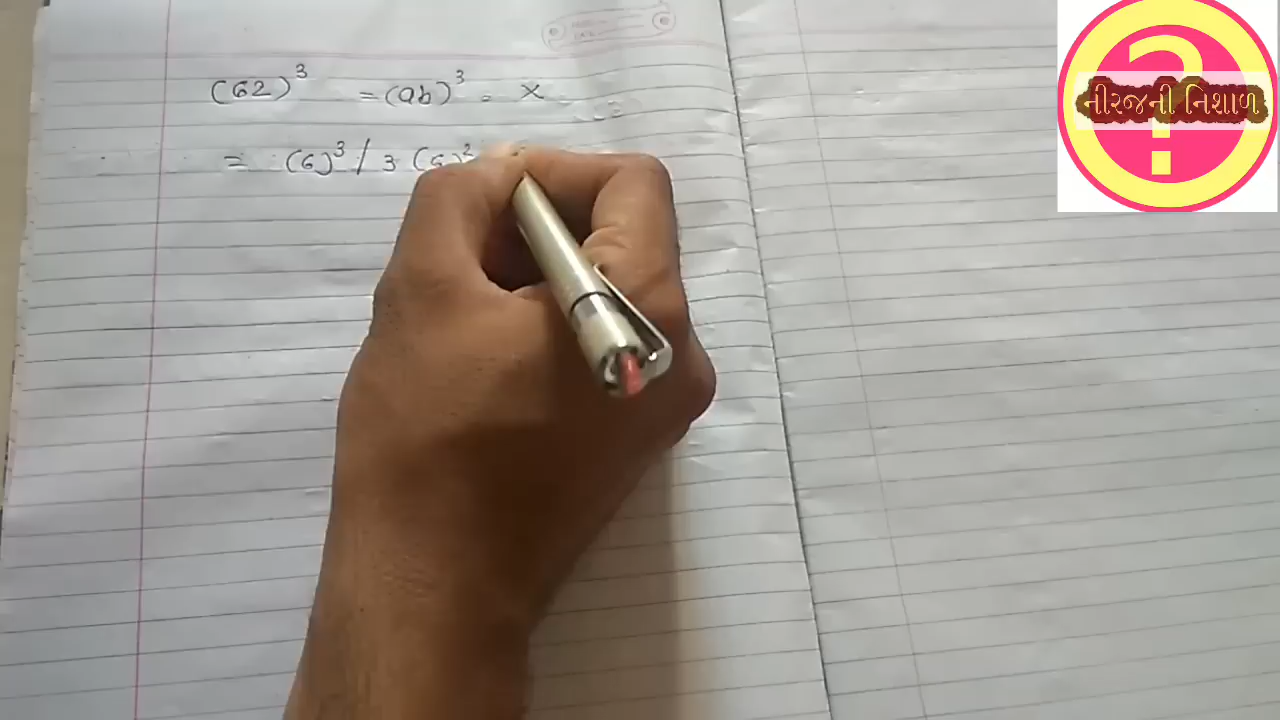 (62)³ = (ab)³ = x
= (6)³ / 3 (6)²
નીરજની નિશાળ
?